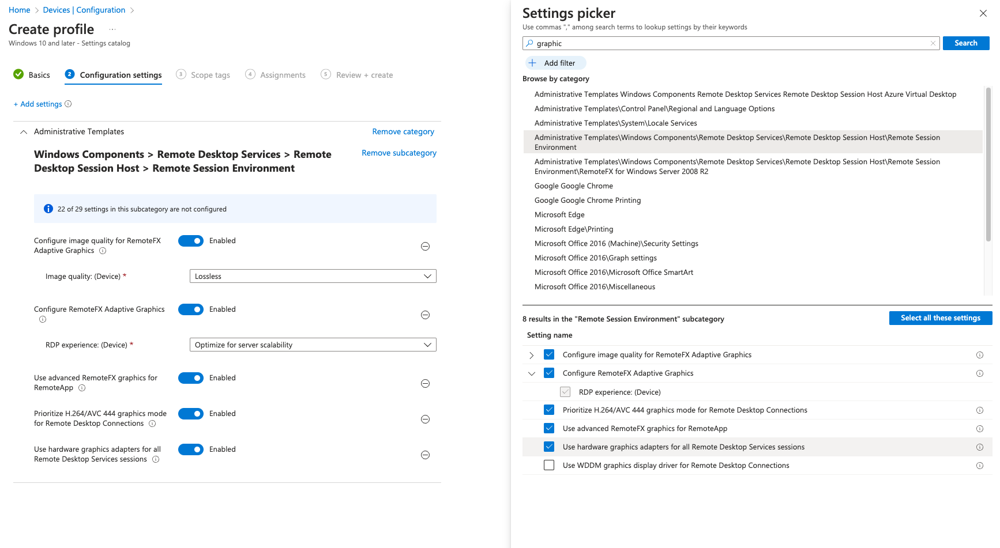 Home > Devices | Configuration >
Create profile ...
Windows 10 and later - Settings catalog
Basics
2 Configuration settings
3 Scope tags
4 Assignments
5 Review + create
+ Add settings
Administrative Templates
Remove category
Windows Components > Remote Desktop Services > Remote
Desktop Session Host > Remote Session Environment
Remove subcategory
22 of 29 settings in this subcategory are not configured
Configure image quality for RemoteFX
Adaptive Graphics
Enabled
Image quality: (Device) *
Lossless
Configure RemoteFX Adaptive Graphics
Enabled
RDP experience: (Device) *
Optimize for server scalability
Use advanced RemoteFX graphics for
RemoteApp
Enabled
Prioritize H.264/AVC 444 graphics mode
for Remote Desktop Connections
Enabled
Use hardware graphics adapters for all
Remote Desktop Services sessions
Enabled
Settings picker
Use commas "," among search terms to lookup settings by their keywords
graphic
Search
+ Add filter
Browse by category
Administrative Templates Windows Components Remote Desktop Services Remote Desktop Session Host Azure Virtual Desktop
Administrative Templates\Control Panel\Regional and Language Options
Administrative Templates\System\Locale Services
Administrative Templates\Windows Components\Remote Desktop Services\Remote Desktop Session Host\Remote Session
Environment
Administrative Templates\Windows Components\Remote Desktop Services\Remote Desktop Session Host\Remote Session
Environment\RemoteFX for Windows Server 2008 R2
Google Google Chrome
Google Google Chrome Printing
Microsoft Edge
Microsoft Edge\Printing
Microsoft Office 2016 (Machine)\Security Settings
Microsoft Office 2016\Graph settings
Microsoft Office 2016\Microsoft Office SmartArt
Microsoft Office 2016\Miscellaneous
8 results in the "Remote Session Environment" subcategory
Select all these settings
Setting name
Configure image quality for RemoteFX Adaptive Graphics
Configure RemoteFX Adaptive Graphics
RDP experience: (Device)
Prioritize H.264/AVC 444 graphics mode for Remote Desktop Connections
Use advanced RemoteFX graphics for RemoteApp
Use hardware graphics adapters for all Remote Desktop Services sessions
Use WDDM graphics display driver for Remote Desktop Connections